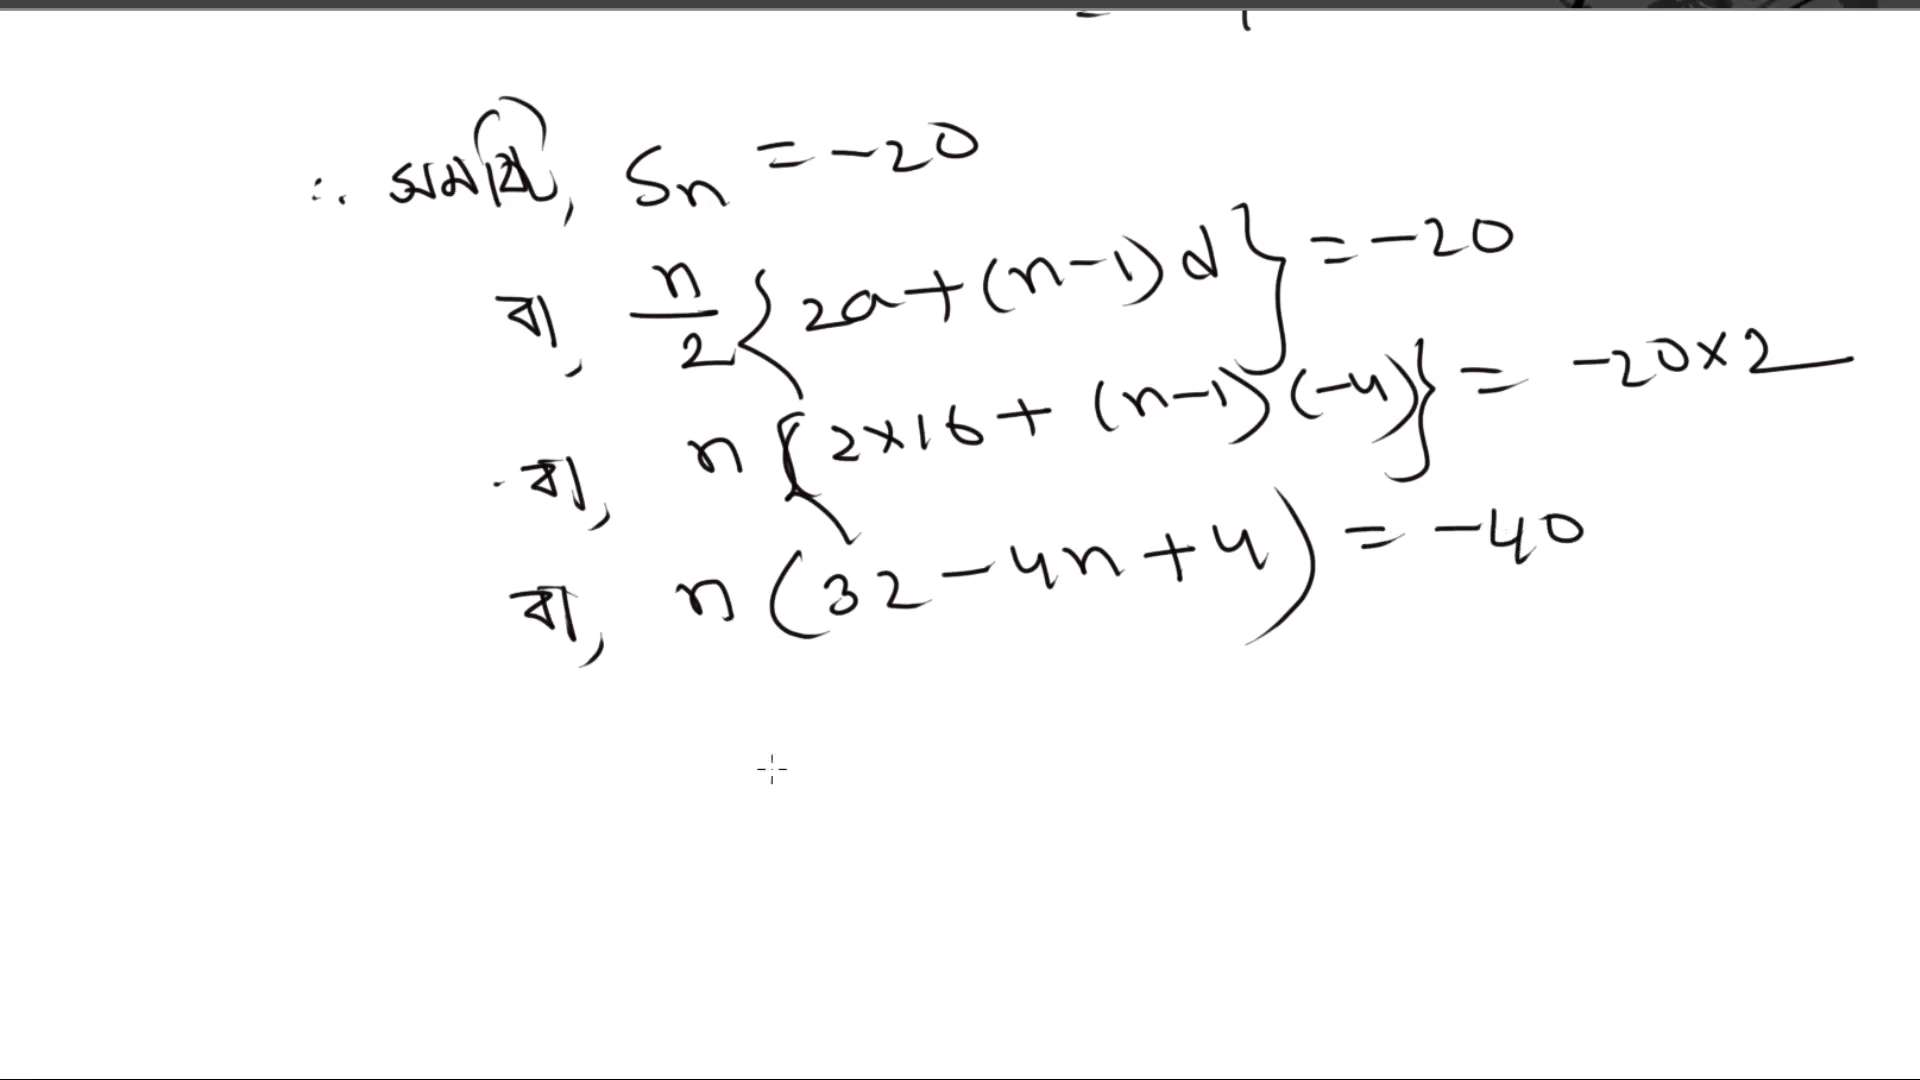 ∴ সমষ্টি, Sn = -20
বা, n/2 {2a + (n-1) d} = -20
বা, n {2×16 + (n-1) (-4)} = -20×2
বা, n (32 - 4n + 4) = -40